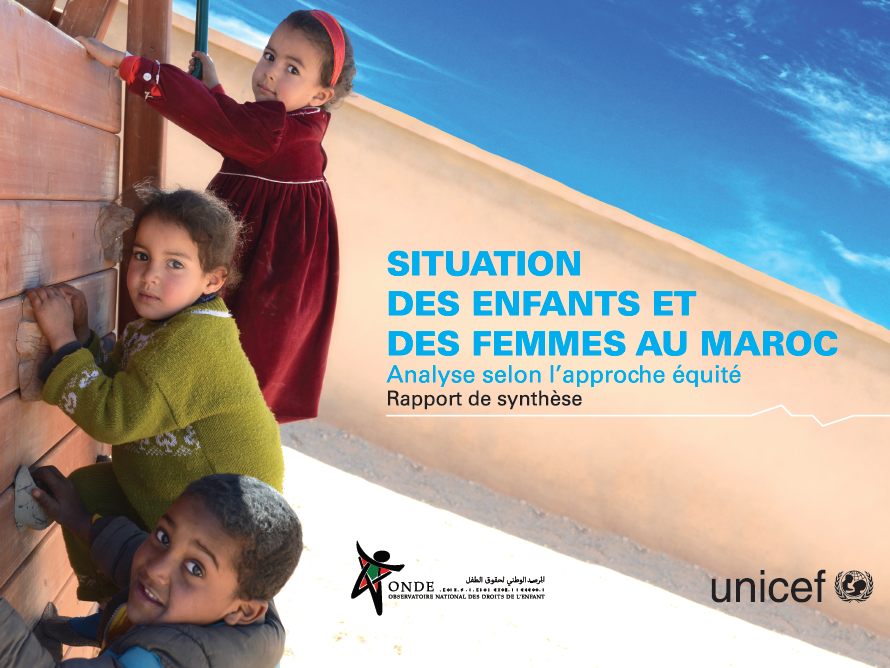 SITUATION
DES ENFANTS ET
DES FEMMES AU MAROC
Analyse selon l’approche équité
Rapport de synthèse
المرصد الوطني لحقوق الطفل
ONDE
OBSERVATOIRE NATIONAL DES DROITS DE L'ENFANT
unicef